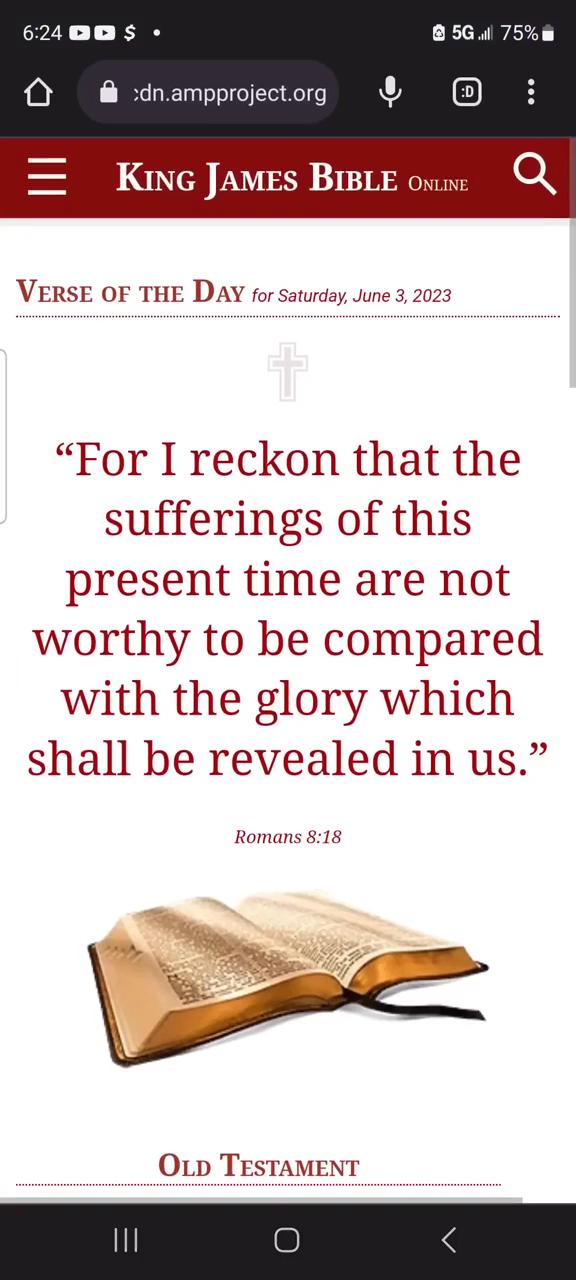 6:24 $ • 5G 75%
:dn.ampproject.org :D
KING JAMES BIBLE ONLINE
VERSE OF THE DAY for Saturday, June 3, 2023
“For I reckon that the
sufferings of this
present time are not
worthy to be compared
with the glory which
shall be revealed in us.”
Romans 8:18
OLD TESTAMENT